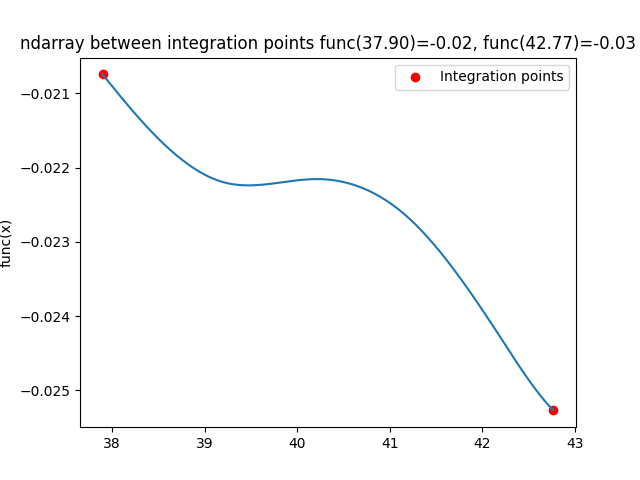 ndarray between integration points func(37.90)=-0.02, func(42.77)=-0.03
Integration points
−0.021
−0.022
−0.023
−0.024
−0.025
func(x)
38 39 40 41 42 43